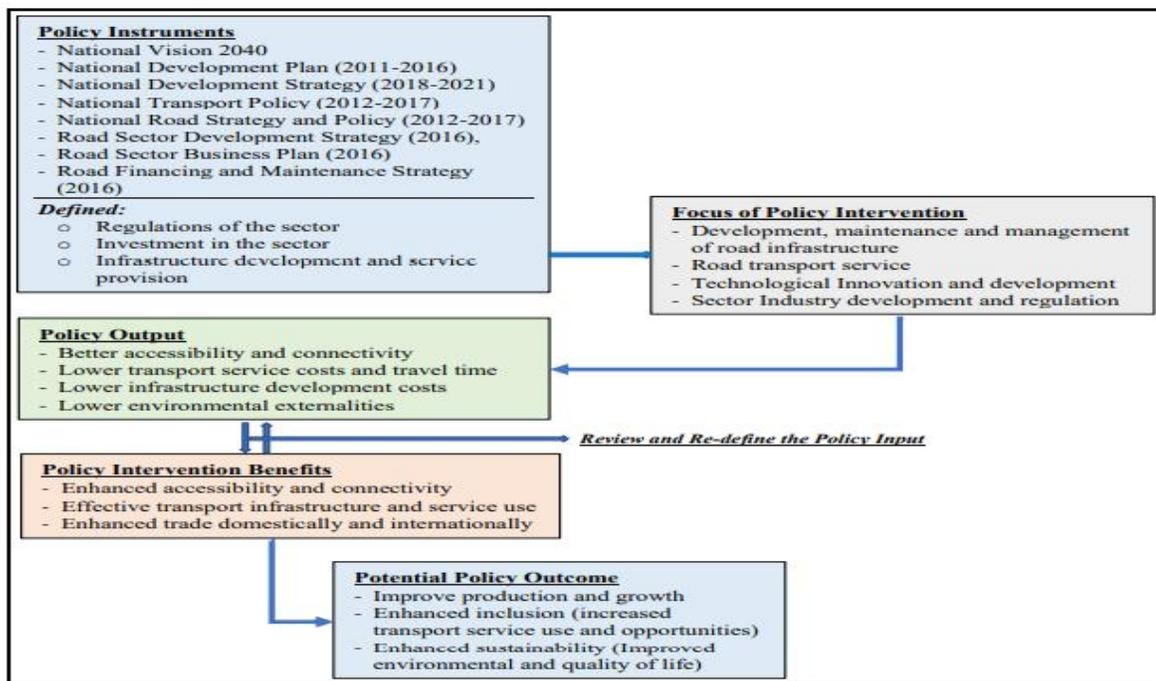 Policy Instruments
- National Vision 2040
- National Development Plan (2011-2016)
- National Development Strategy (2018-2021)
- National Transport Policy (2012-2017)
- National Road Strategy and Policy (2012-2017)
- Road Sector Development Strategy (2016),
- Road Sector Business Plan (2016)
- Road Financing and Maintenance Strategy
(2016)
Defined:
o Regulations of the sector
o Investment in the sector
o Infrastructure development and service
provision
Focus of Policy Intervention
- Development, maintenance and management
of road infrastructure
- Road transport service
- Technological Innovation and development
- Sector Industry development and regulation
Policy Output
- Better accessibility and connectivity
- Lower transport service costs and travel time
- Lower infrastructure development costs
- Lower environmental externalities
Review and Re-define the Policy Input
Policy Intervention Benefits
- Enhanced accessibility and connectivity
- Effective transport infrastructure and service use
- Enhanced trade domestically and internationally
Potential Policy Outcome
- Improve production and growth
- Enhanced inclusion (increased
transport service use and opportunities)
- Enhanced sustainability (Improved
environmental and quality of life)